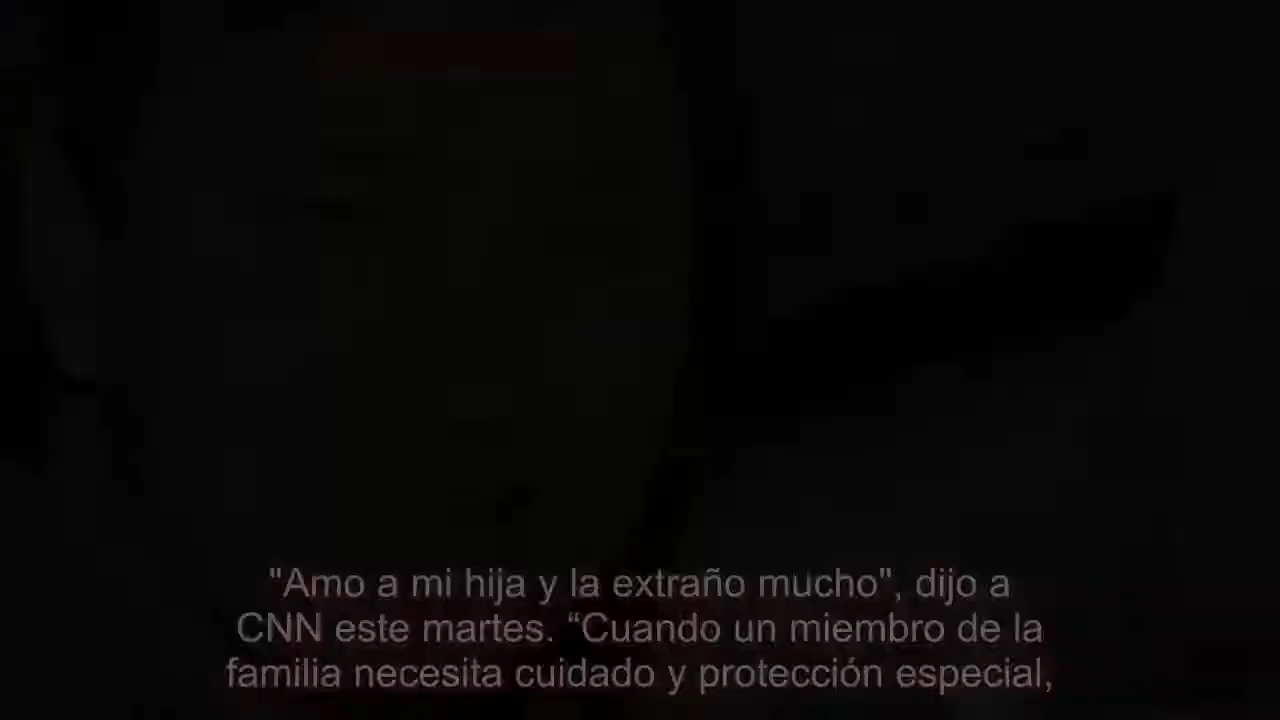 "Amo a mi hija y la extraño mucho", dijo a
CNN este martes. “Cuando un miembro de la
familia necesita cuidado y protección especial,